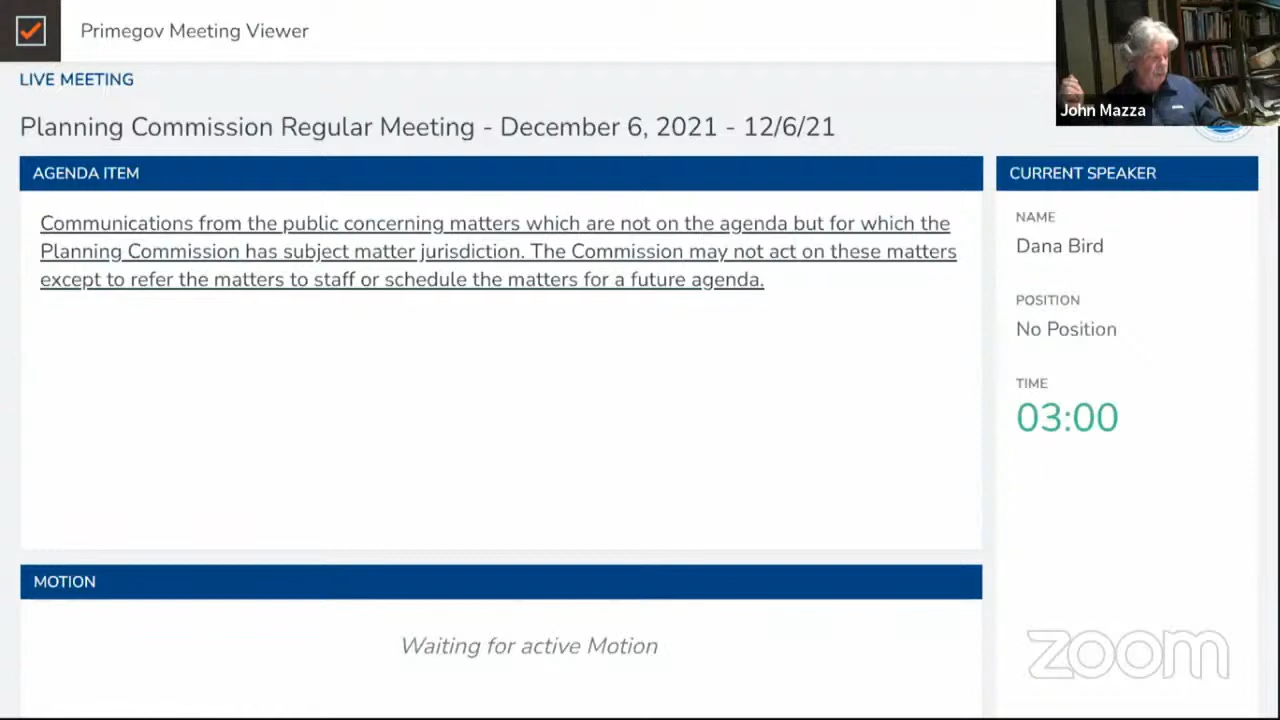 Primegov Meeting Viewer
LIVE MEETING
John Mazza
Planning Commission Regular Meeting - December 6, 2021 - 12/6/21
AGENDA ITEM
Communications from the public concerning matters which are not on the agenda but for which the
Planning Commission has subject matter jurisdiction. The Commission may not act on these matters
except to refer the matters to staff or schedule the matters for a future agenda.
CURRENT SPEAKER
NAME
Dana Bird
POSITION
No Position
TIME
03:00
MOTION
Waiting for active Motion
zoom